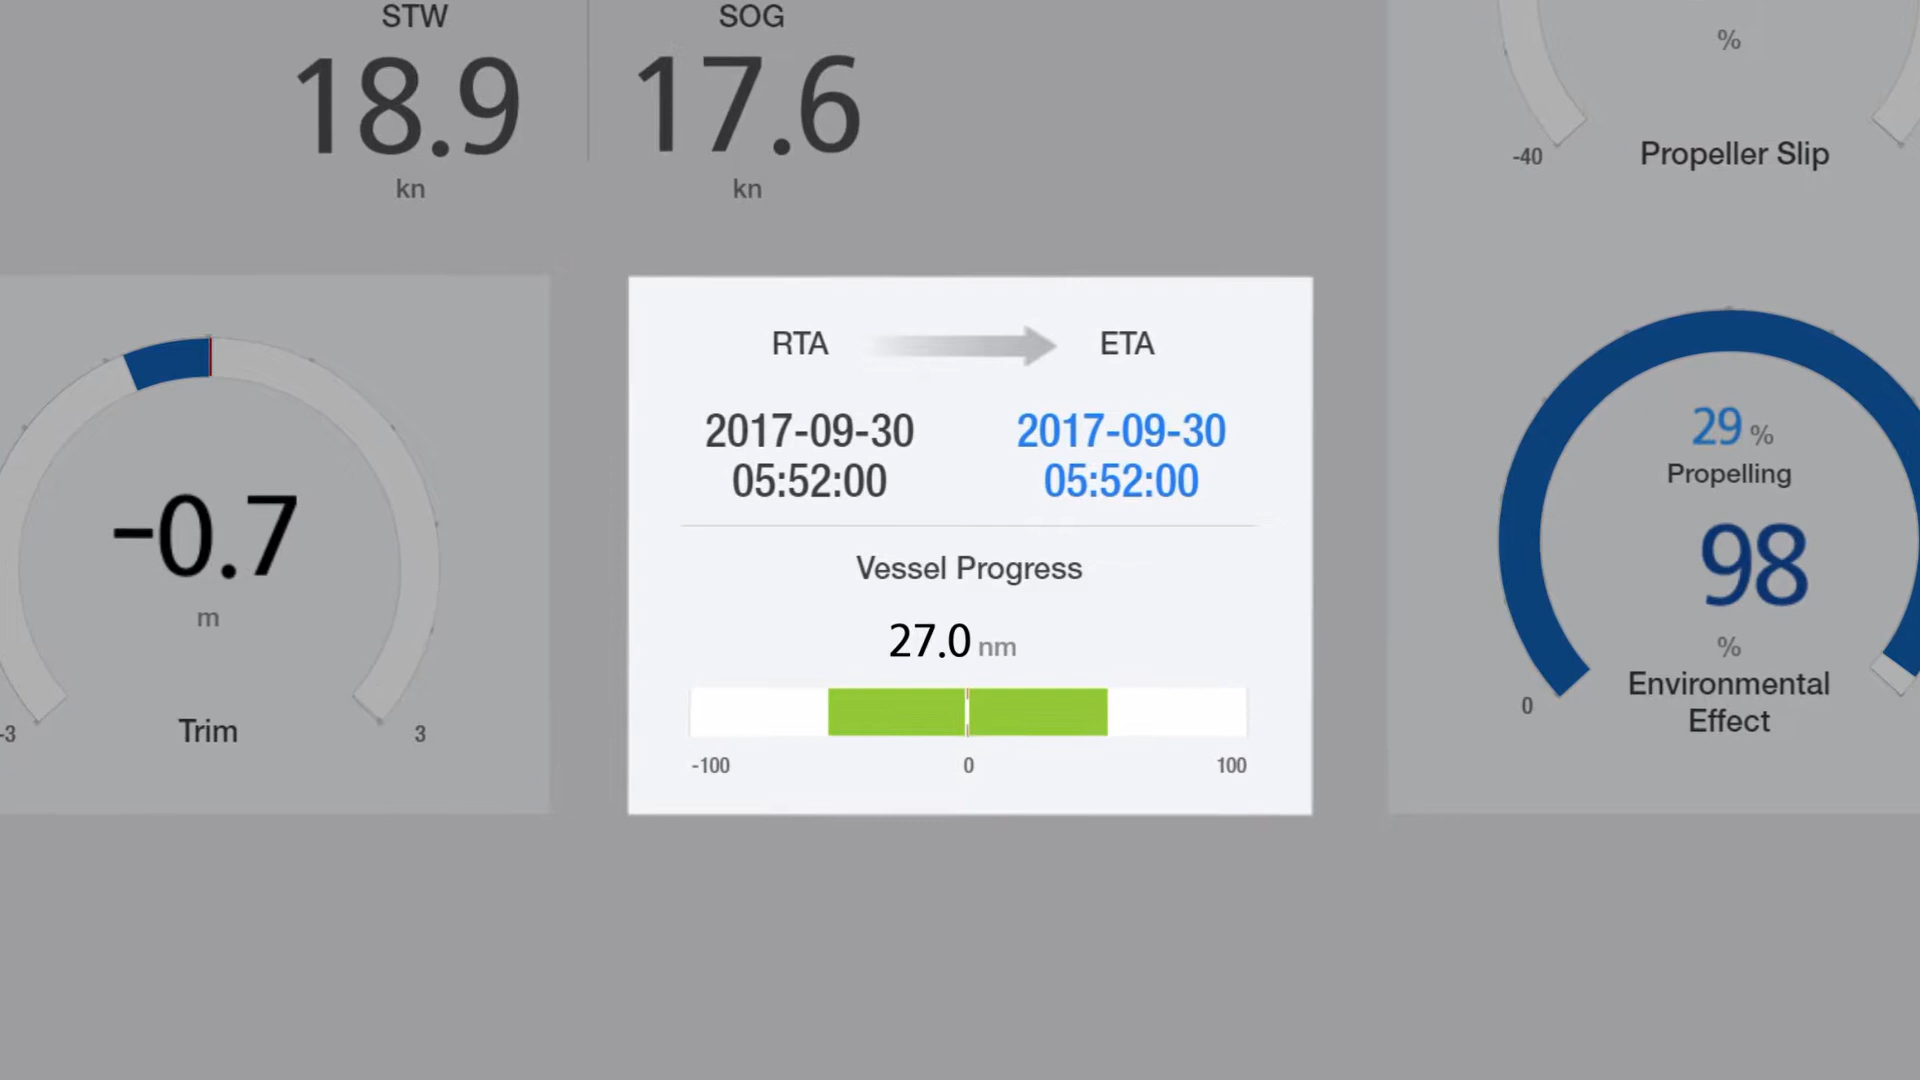 STW
18.9
kn
SOG
17.6
kn
%
-40
Propeller Slip
-0.7
m
-3
Trim
3
RTA
ETA
2017-09-30
05:52:00
2017-09-30
05:52:00
Vessel Progress
27.0 nm
-100
0
100
29 %
Propelling
98
%
0
Environmental
Effect